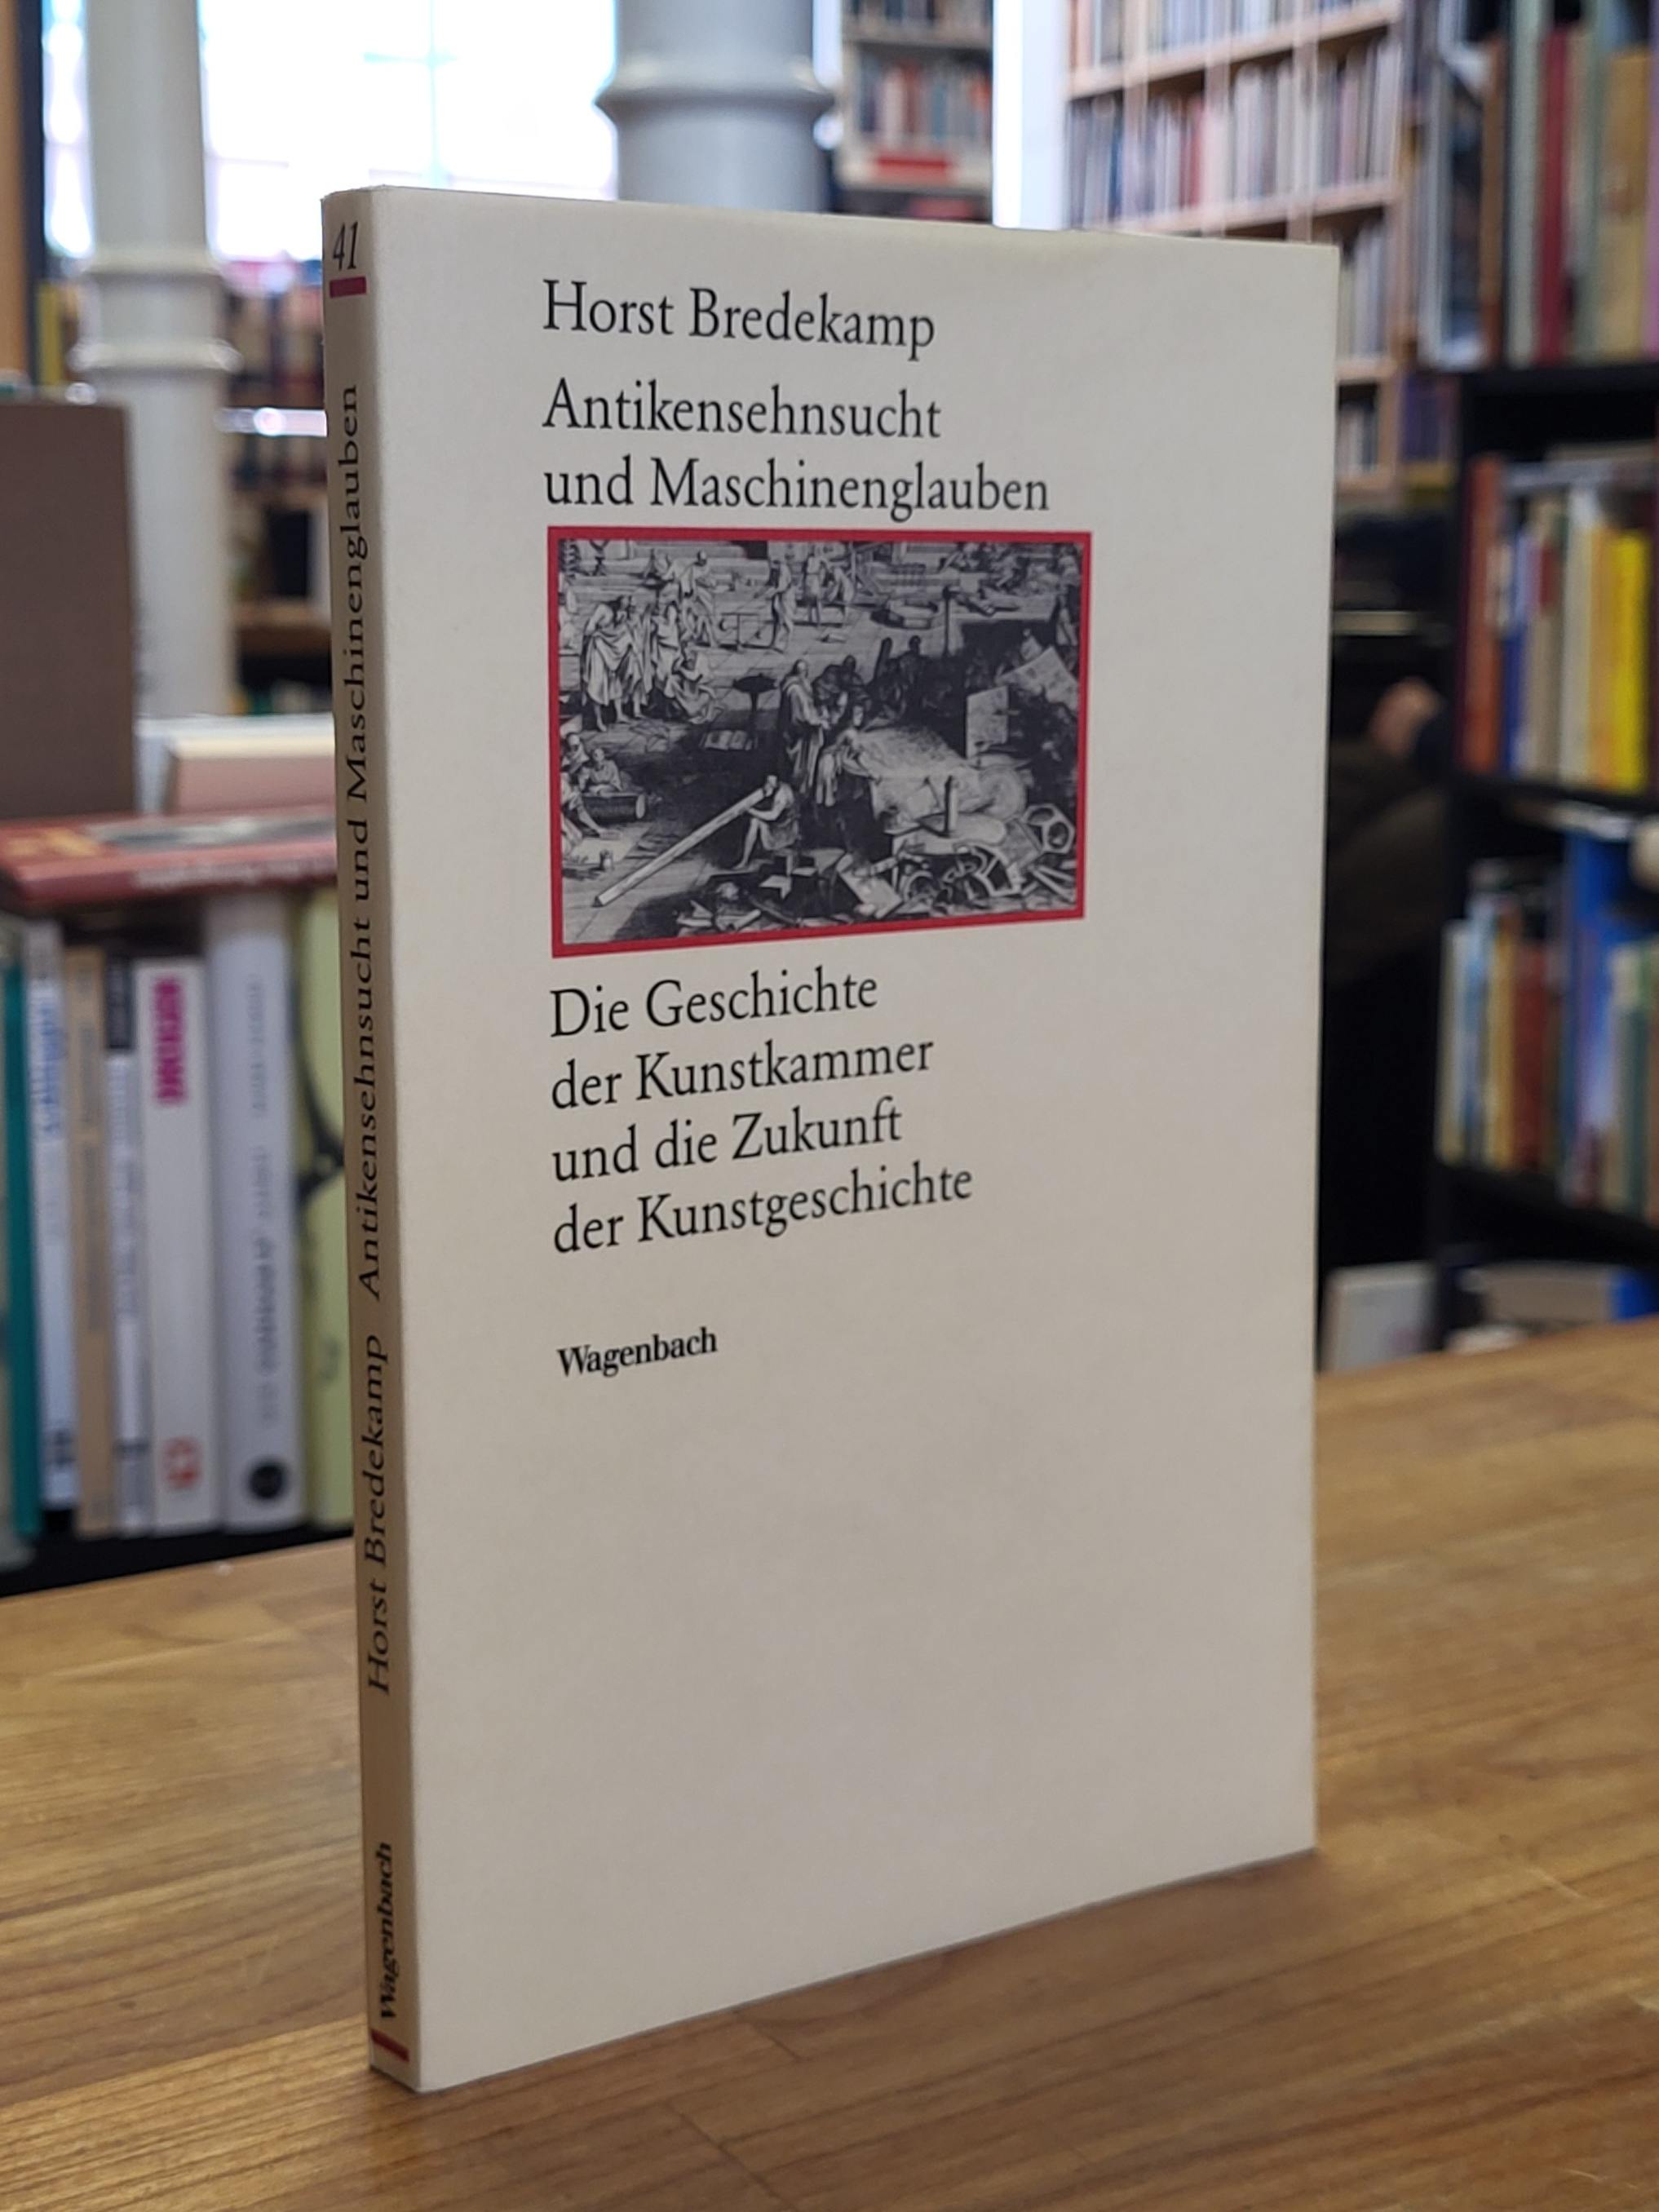 41
Horst Bredekamp Antikensehnsucht und Maschinenglauben
Wagenbach
Horst Bredekamp
Antikensehnsucht
und Maschinenglauben
Die Geschichte
der Kunstkammer
und die Zukunft
der Kunstgeschichte
Wagenbach